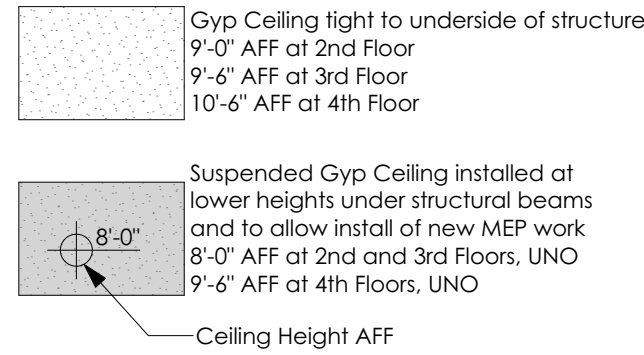 Gyp Ceiling tight to underside of structure
9'-0" AFF at 2nd Floor
9'-6" AFF at 3rd Floor
10'-6" AFF at 4th Floor
Suspended Gyp Ceiling installed at
lower heights under structural beams
and to allow install of new MEP work
8'-0" AFF at 2nd and 3rd Floors, UNO
9'-6" AFF at 4th Floors, UNO
8'-0"
Ceiling Height AFF